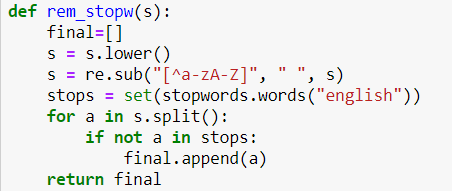 def rem_stopw(s):
    final=[]
    s = s.lower()
    s = re.sub("[^a-zA-Z]", " ", s)
    stops = set(stopwords.words("english"))
    for a in s.split():
        if not a in stops:
            final.append(a)
    return final